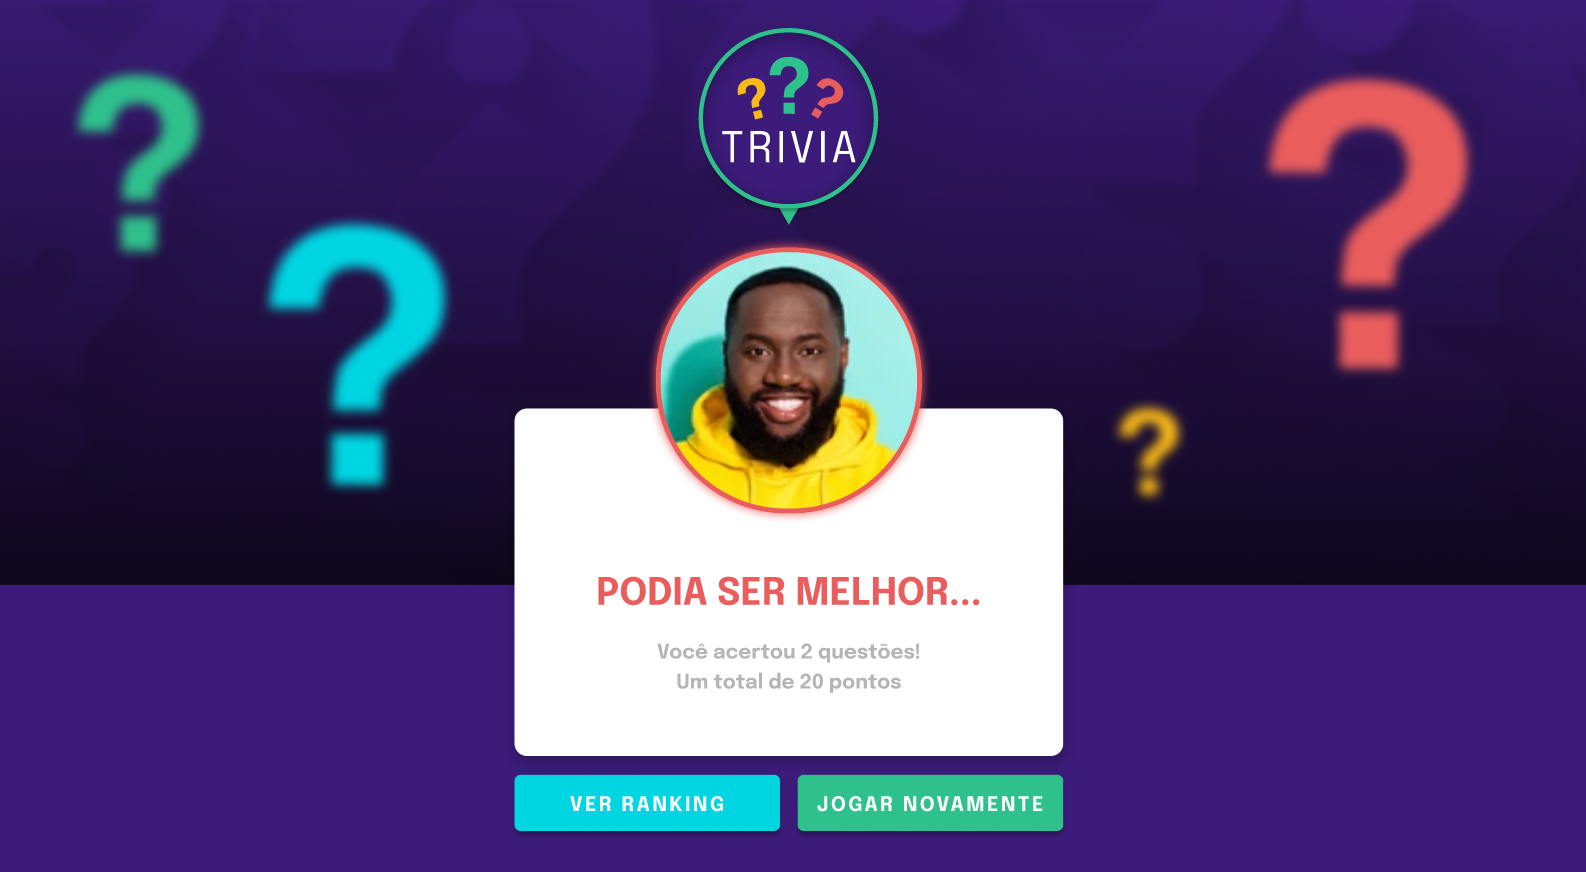 ???
TRIVIA
PODIA SER MELHOR...
Você acertou 2 questões!
Um total de 20 pontos
VER RANKING
JOGAR NOVAMENTE